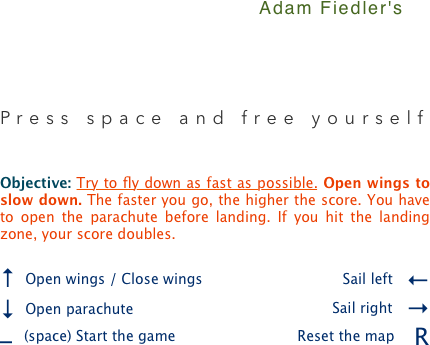 Adam Fiedler's
Press space and free yourself
Objective: Try to fly down as fast as possible. Open wings to
slow down. The faster you go, the higher the score. You have
to open the parachute before landing. If you hit the landing
zone, your score doubles.
↑ Open wings / Close wings Sail left ←
↓ Open parachute Sail right →
_ (space) Start the game Reset the map R